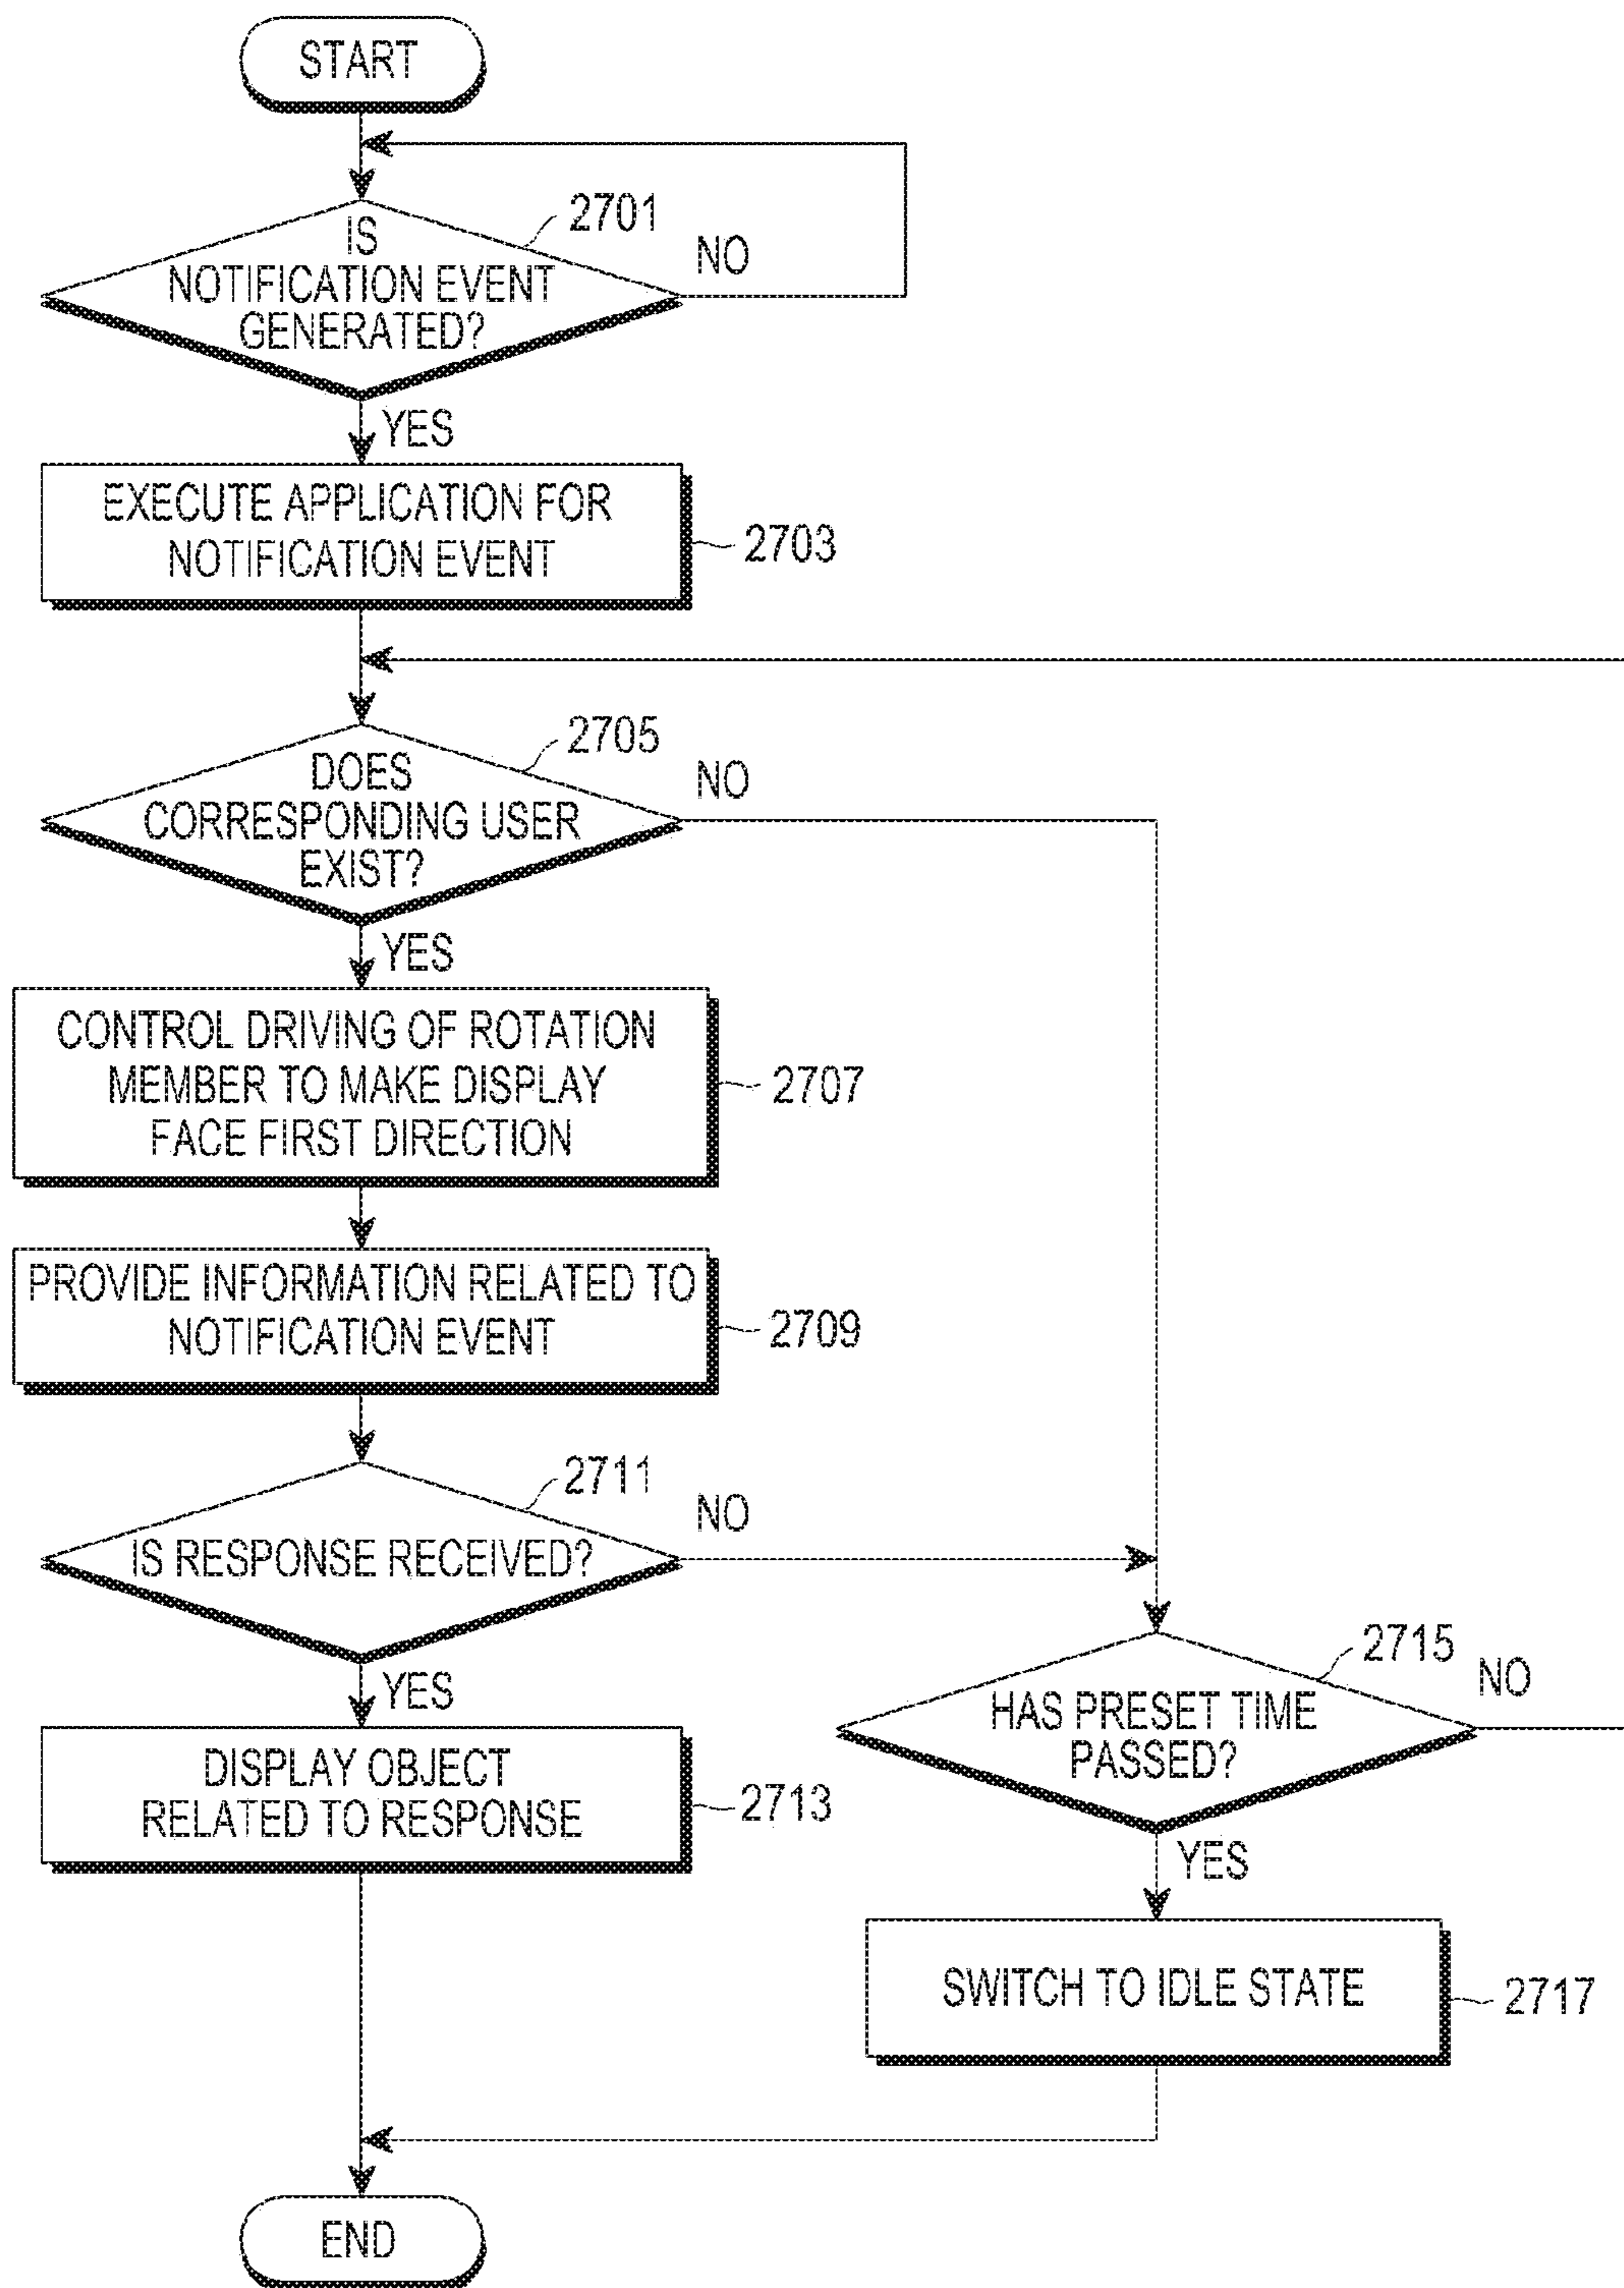 START
2701
IS
NOTIFICATION EVENT
GENERATED?
NO
YES
EXECUTE APPLICATION FOR
NOTIFICATION EVENT
2703
2705
DOES
CORRESPONDING USER
EXIST?
NO
YES
CONTROL DRIVING OF ROTATION
MEMBER TO MAKE DISPLAY
FACE FIRST DIRECTION
2707
PROVIDE INFORMATION RELATED TO
NOTIFICATION EVENT
2709
2711
IS RESPONSE RECEIVED?
NO
YES
DISPLAY OBJECT
RELATED TO RESPONSE
2713
2715
HAS PRESET TIME
PASSED?
NO
YES
SWITCH TO IDLE STATE
2717
END